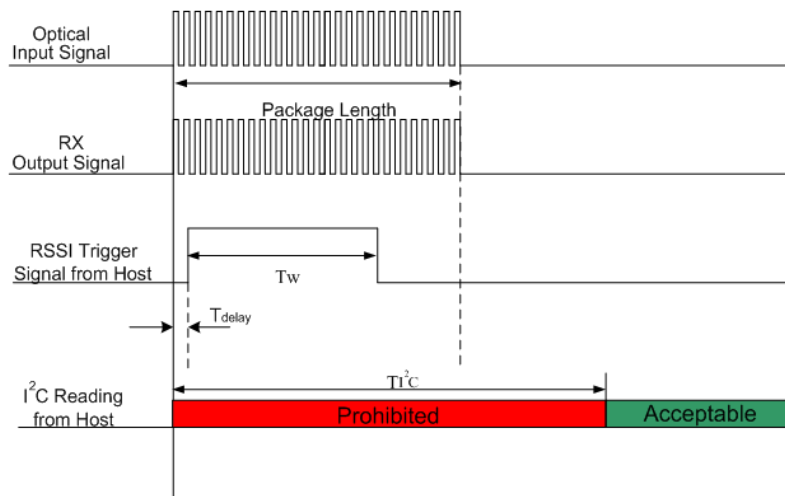 Optical
Input Signal
Package Length
RX
Output Signal
RSSI Trigger
Signal from Host
Tw
Tdelay
TI²C
I²C Reading
from Host
Prohibited
Acceptable